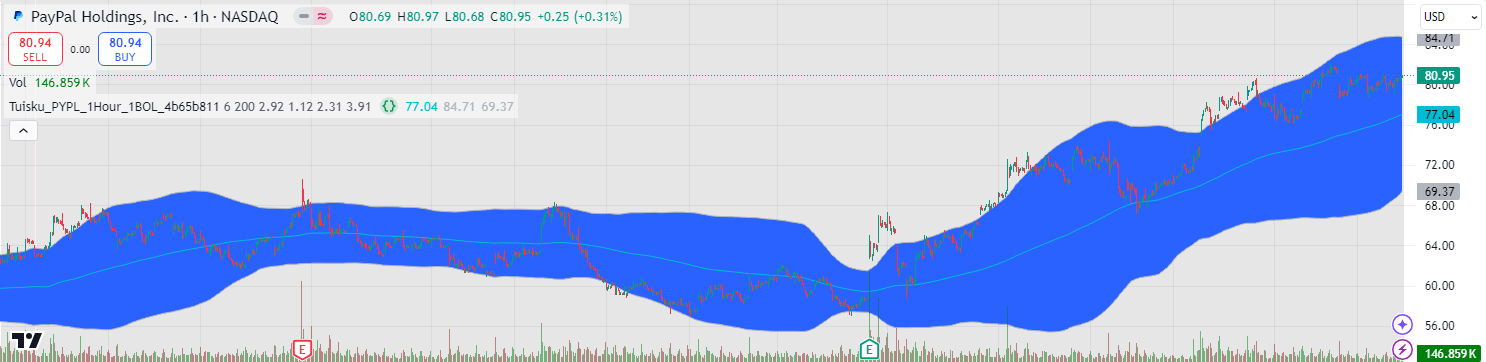 PayPal Holdings, Inc. · 1h · NASDAQ O80.69 H80.97 L80.68 C80.95 +0.25 (+0.31%)
USD
80.94
SELL
0.00
80.94
BUY
Vol 146.859 K
Tuisku_PYPL_1Hour_1BOL_4b65b811 6 200 2.92 1.12 2.31 3.91 {} 77.04 84.71 69.37
84.71
84.00
80.95
80.00
77.04
76.00
72.00
69.37
68.00
64.00
60.00
56.00
146.859 K
E
E